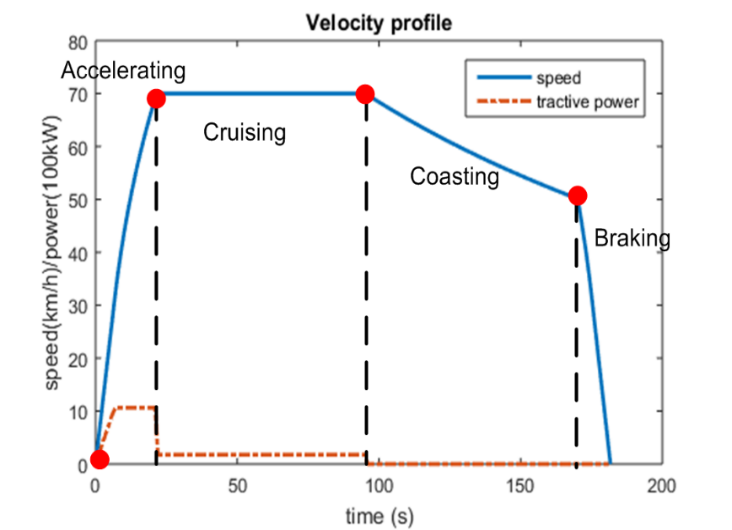 Velocity profile
80
Accelerating
speed
tractive power
70
Cruising
60
Coasting
50
Braking
40
30
20
10
0
speed(km/h)/power(100kW)
0 50 100 150 200
time (s)